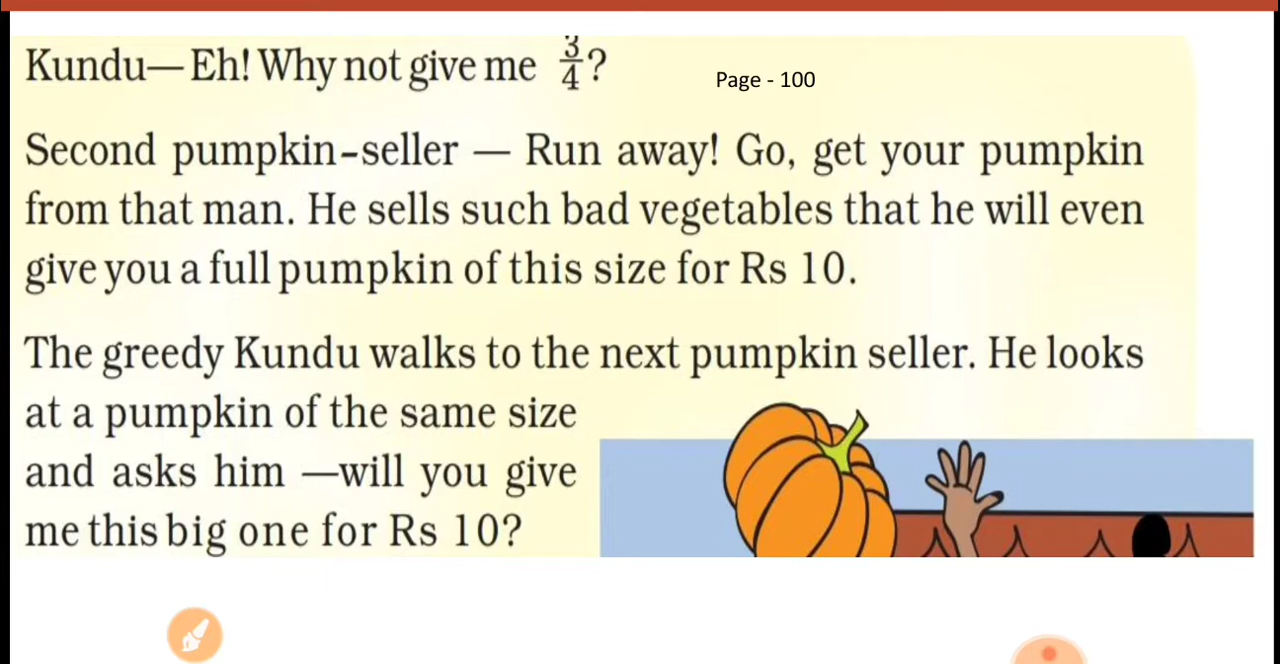 Kundu— Eh! Why not give me 3/4?
Page - 100
Second pumpkin-seller — Run away! Go, get your pumpkin
from that man. He sells such bad vegetables that he will even
give you a full pumpkin of this size for Rs 10.
The greedy Kundu walks to the next pumpkin seller. He looks
at a pumpkin of the same size
and asks him —will you give
me this big one for Rs 10?